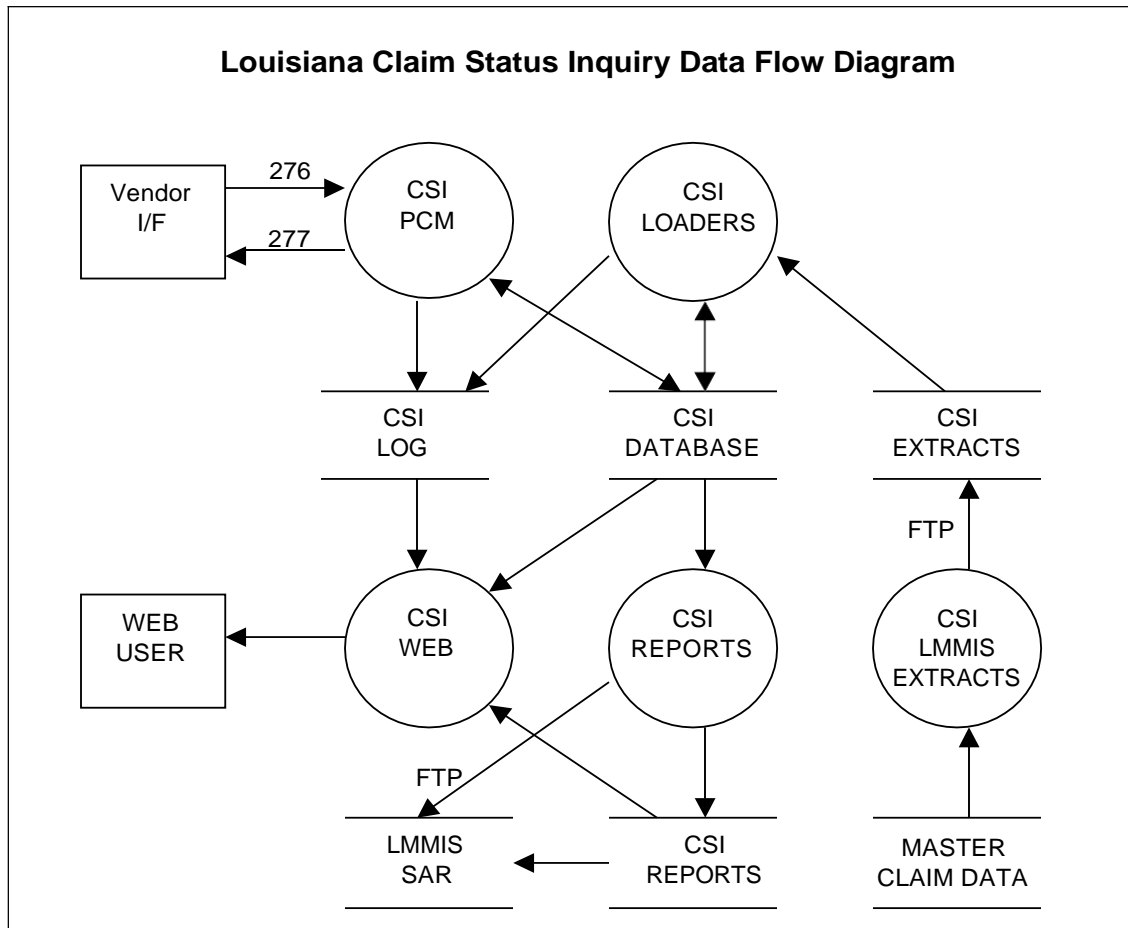 Louisiana Claim Status Inquiry Data Flow Diagram
276
Vendor
I/F
277
CSI
PCM
CSI
LOADERS
CSI
LOG
CSI
DATABASE
CSI
EXTRACTS
FTP
WEB
USER
CSI
WEB
CSI
REPORTS
CSI
LMMIS
EXTRACTS
FTP
LMMIS
SAR
CSI
REPORTS
MASTER
CLAIM DATA